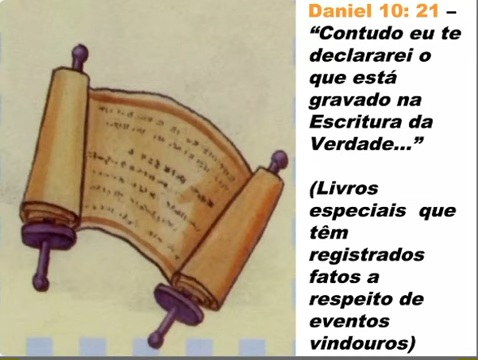 Daniel 10: 21 –
“Contudo eu te
declararei o
que está
gravado na
Escritura da
Verdade...”
(Livros
especiais que
têm
registrados
fatos a
respeito de
eventos
vindouros)